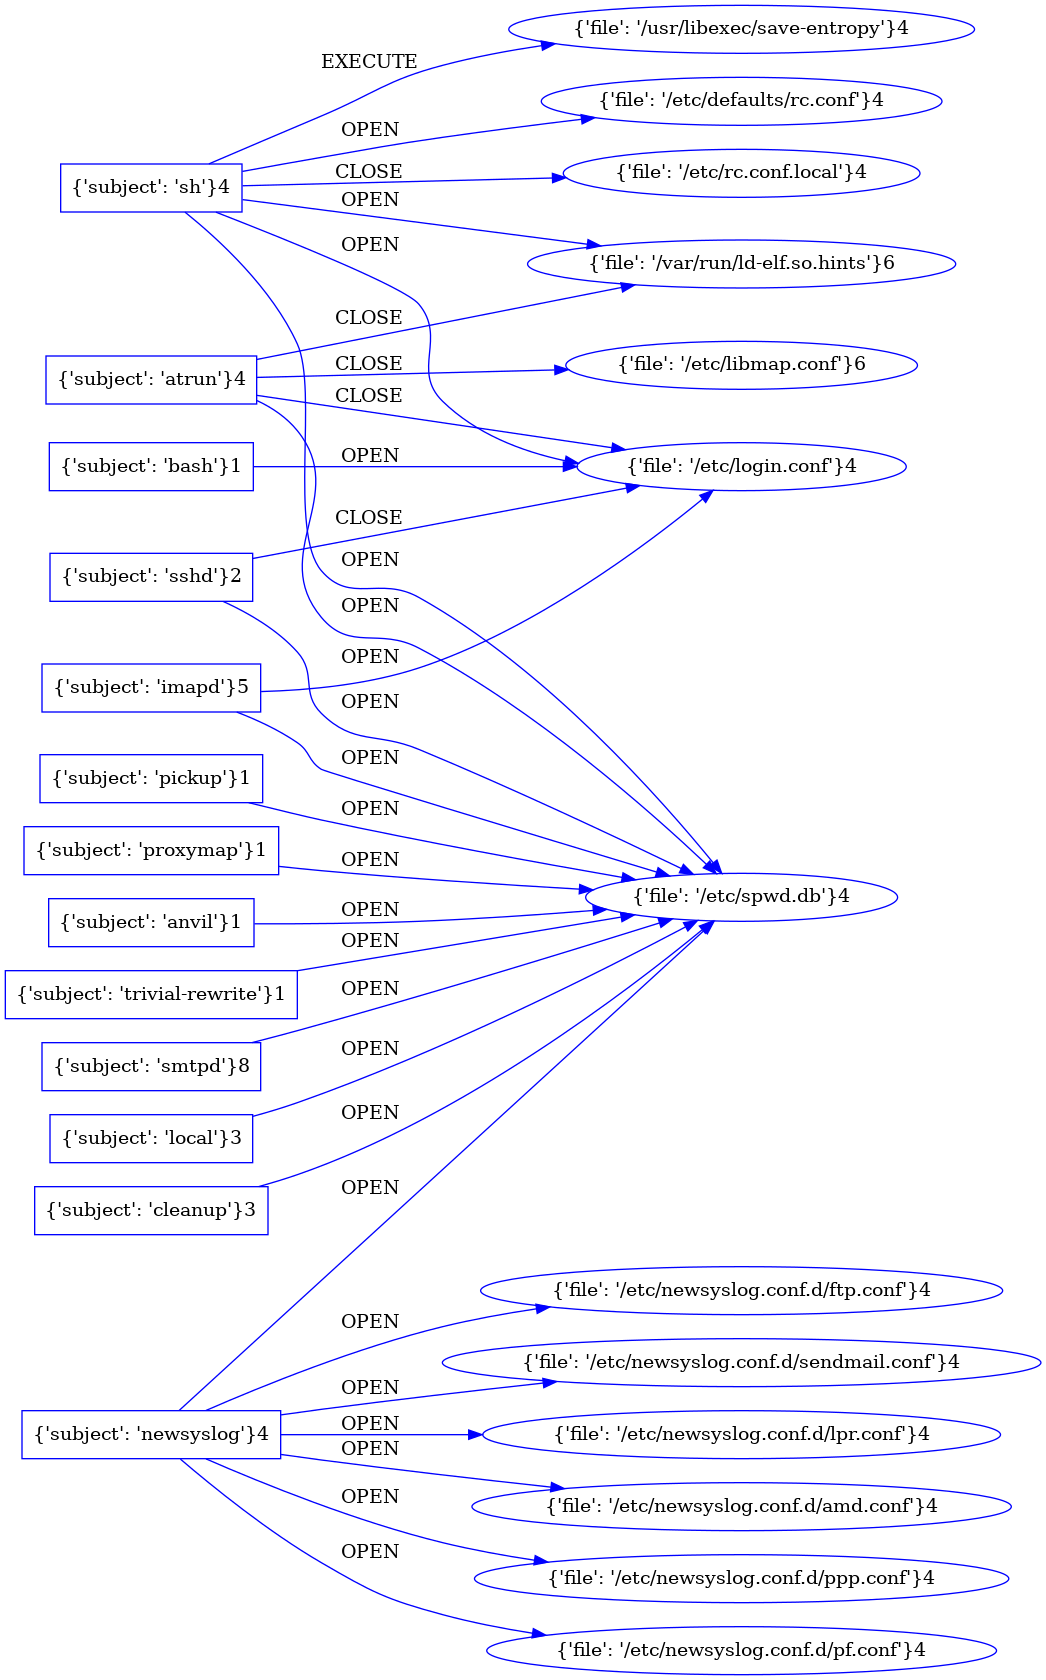 {'file': '/usr/libexec/save-entropy'}4
EXECUTE
{'file': '/etc/defaults/rc.conf'}4
OPEN
{'subject': 'sh'}4
CLOSE
{'file': '/etc/rc.conf.local'}4
OPEN
OPEN
{'file': '/var/run/ld-elf.so.hints'}6
CLOSE
{'subject': 'atrun'}4
CLOSE
{'file': '/etc/libmap.conf'}6
CLOSE
{'subject': 'bash'}1
OPEN
{'file': '/etc/login.conf'}4
CLOSE
OPEN
{'subject': 'sshd'}2
OPEN
OPEN
{'subject': 'imapd'}5
OPEN
OPEN
{'subject': 'pickup'}1
OPEN
{'subject': 'proxymap'}1
OPEN
{'file': '/etc/spwd.db'}4
{'subject': 'anvil'}1
OPEN
OPEN
{'subject': 'trivial-rewrite'}1
OPEN
{'subject': 'smtpd'}8
OPEN
{'subject': 'local'}3
OPEN
{'subject': 'cleanup'}3
OPEN
{'file': '/etc/newsyslog.conf.d/ftp.conf'}4
OPEN
{'file': '/etc/newsyslog.conf.d/sendmail.conf'}4
OPEN
{'subject': 'newsyslog'}4
OPEN
{'file': '/etc/newsyslog.conf.d/lpr.conf'}4
OPEN
{'file': '/etc/newsyslog.conf.d/amd.conf'}4
OPEN
{'file': '/etc/newsyslog.conf.d/ppp.conf'}4
OPEN
{'file': '/etc/newsyslog.conf.d/pf.conf'}4